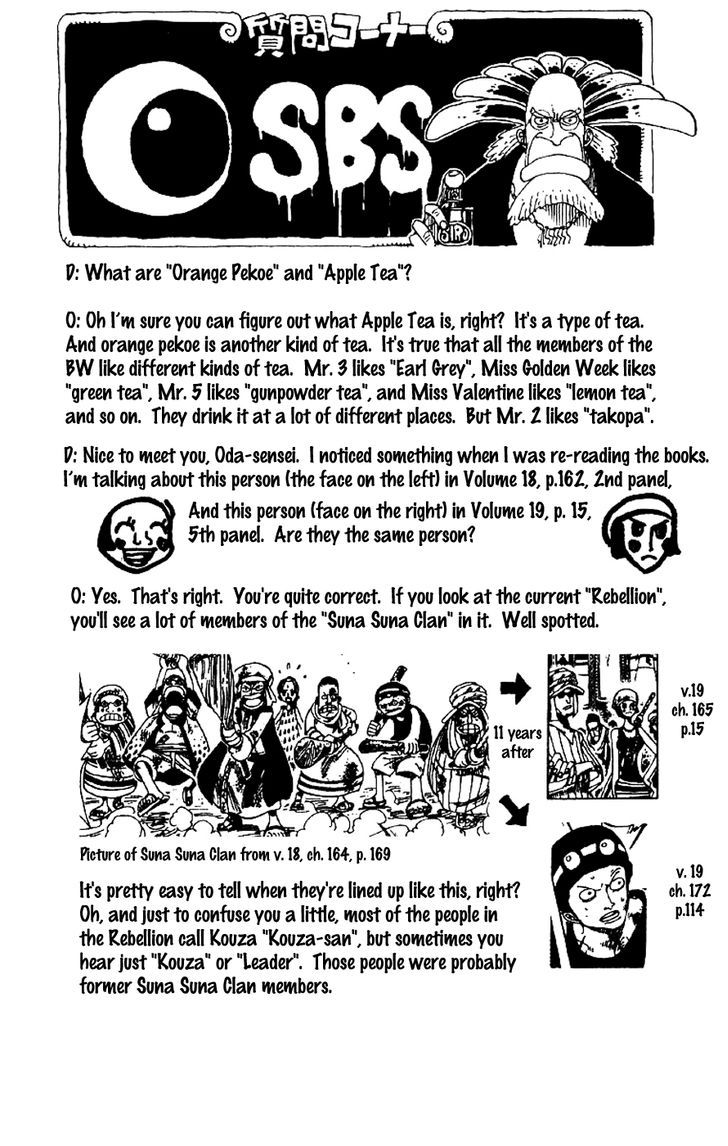 質問コーナー
SBS
D: What are "Orange Pekoe" and "Apple Tea"?
O: Oh I'm sure you can figure out what Apple Tea is, right?  It's a type of tea.
And orange pekoe is another kind of tea.  It's true that all the members of the
BW like different kinds of tea.  Mr. 3 likes "Earl Grey", Miss Golden Week likes
"green tea", Mr. 5 likes "gunpowder tea", and Miss Valentine likes "lemon tea",
and so on.  They drink it at a lot of different places.  But Mr. 2 likes "takopa".
D: Nice to meet you, Oda-sensei.  I noticed something when I was re-reading the books.
I'm talking about this person (the face on the left) in Volume 18, p.162, 2nd panel,
And this person (face on the right) in Volume 19, p. 15,
5th panel.  Are they the same person?
O: Yes.  That's right.  You're quite correct.  If you look at the current "Rebellion",
you'll see a lot of members of the "Suna Suna Clan" in it.  Well spotted.
11 years
after
v.19
ch. 165
p.15
Picture of Suna Suna Clan from v. 18, ch. 164, p. 169
v. 19
ch. 172
p.114
It's pretty easy to tell when they're lined up like this, right?
Oh, and just to confuse you a little, most of the people in
the Rebellion call Kouza "Kouza-san", but sometimes you
hear just "Kouza" or "Leader".  Those people were probably
former Suna Suna Clan members.